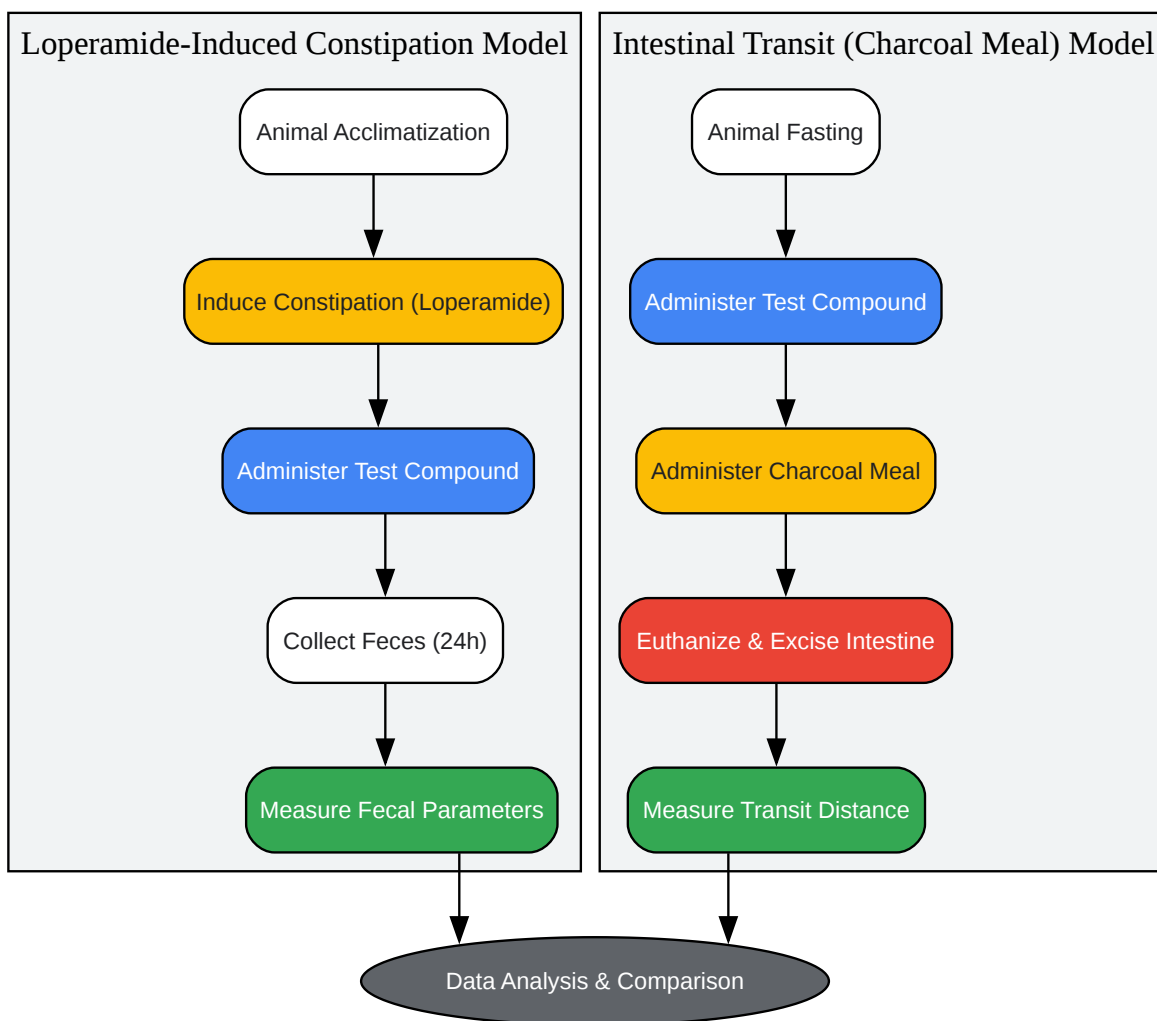 Loperamide-Induced Constipation Model
Animal Acclimatization
Induce Constipation (Loperamide)
Administer Test Compound
Collect Feces (24h)
Measure Fecal Parameters
Intestinal Transit (Charcoal Meal) Model
Animal Fasting
Administer Test Compound
Administer Charcoal Meal
Euthanize & Excise Intestine
Measure Transit Distance
Data Analysis & Comparison